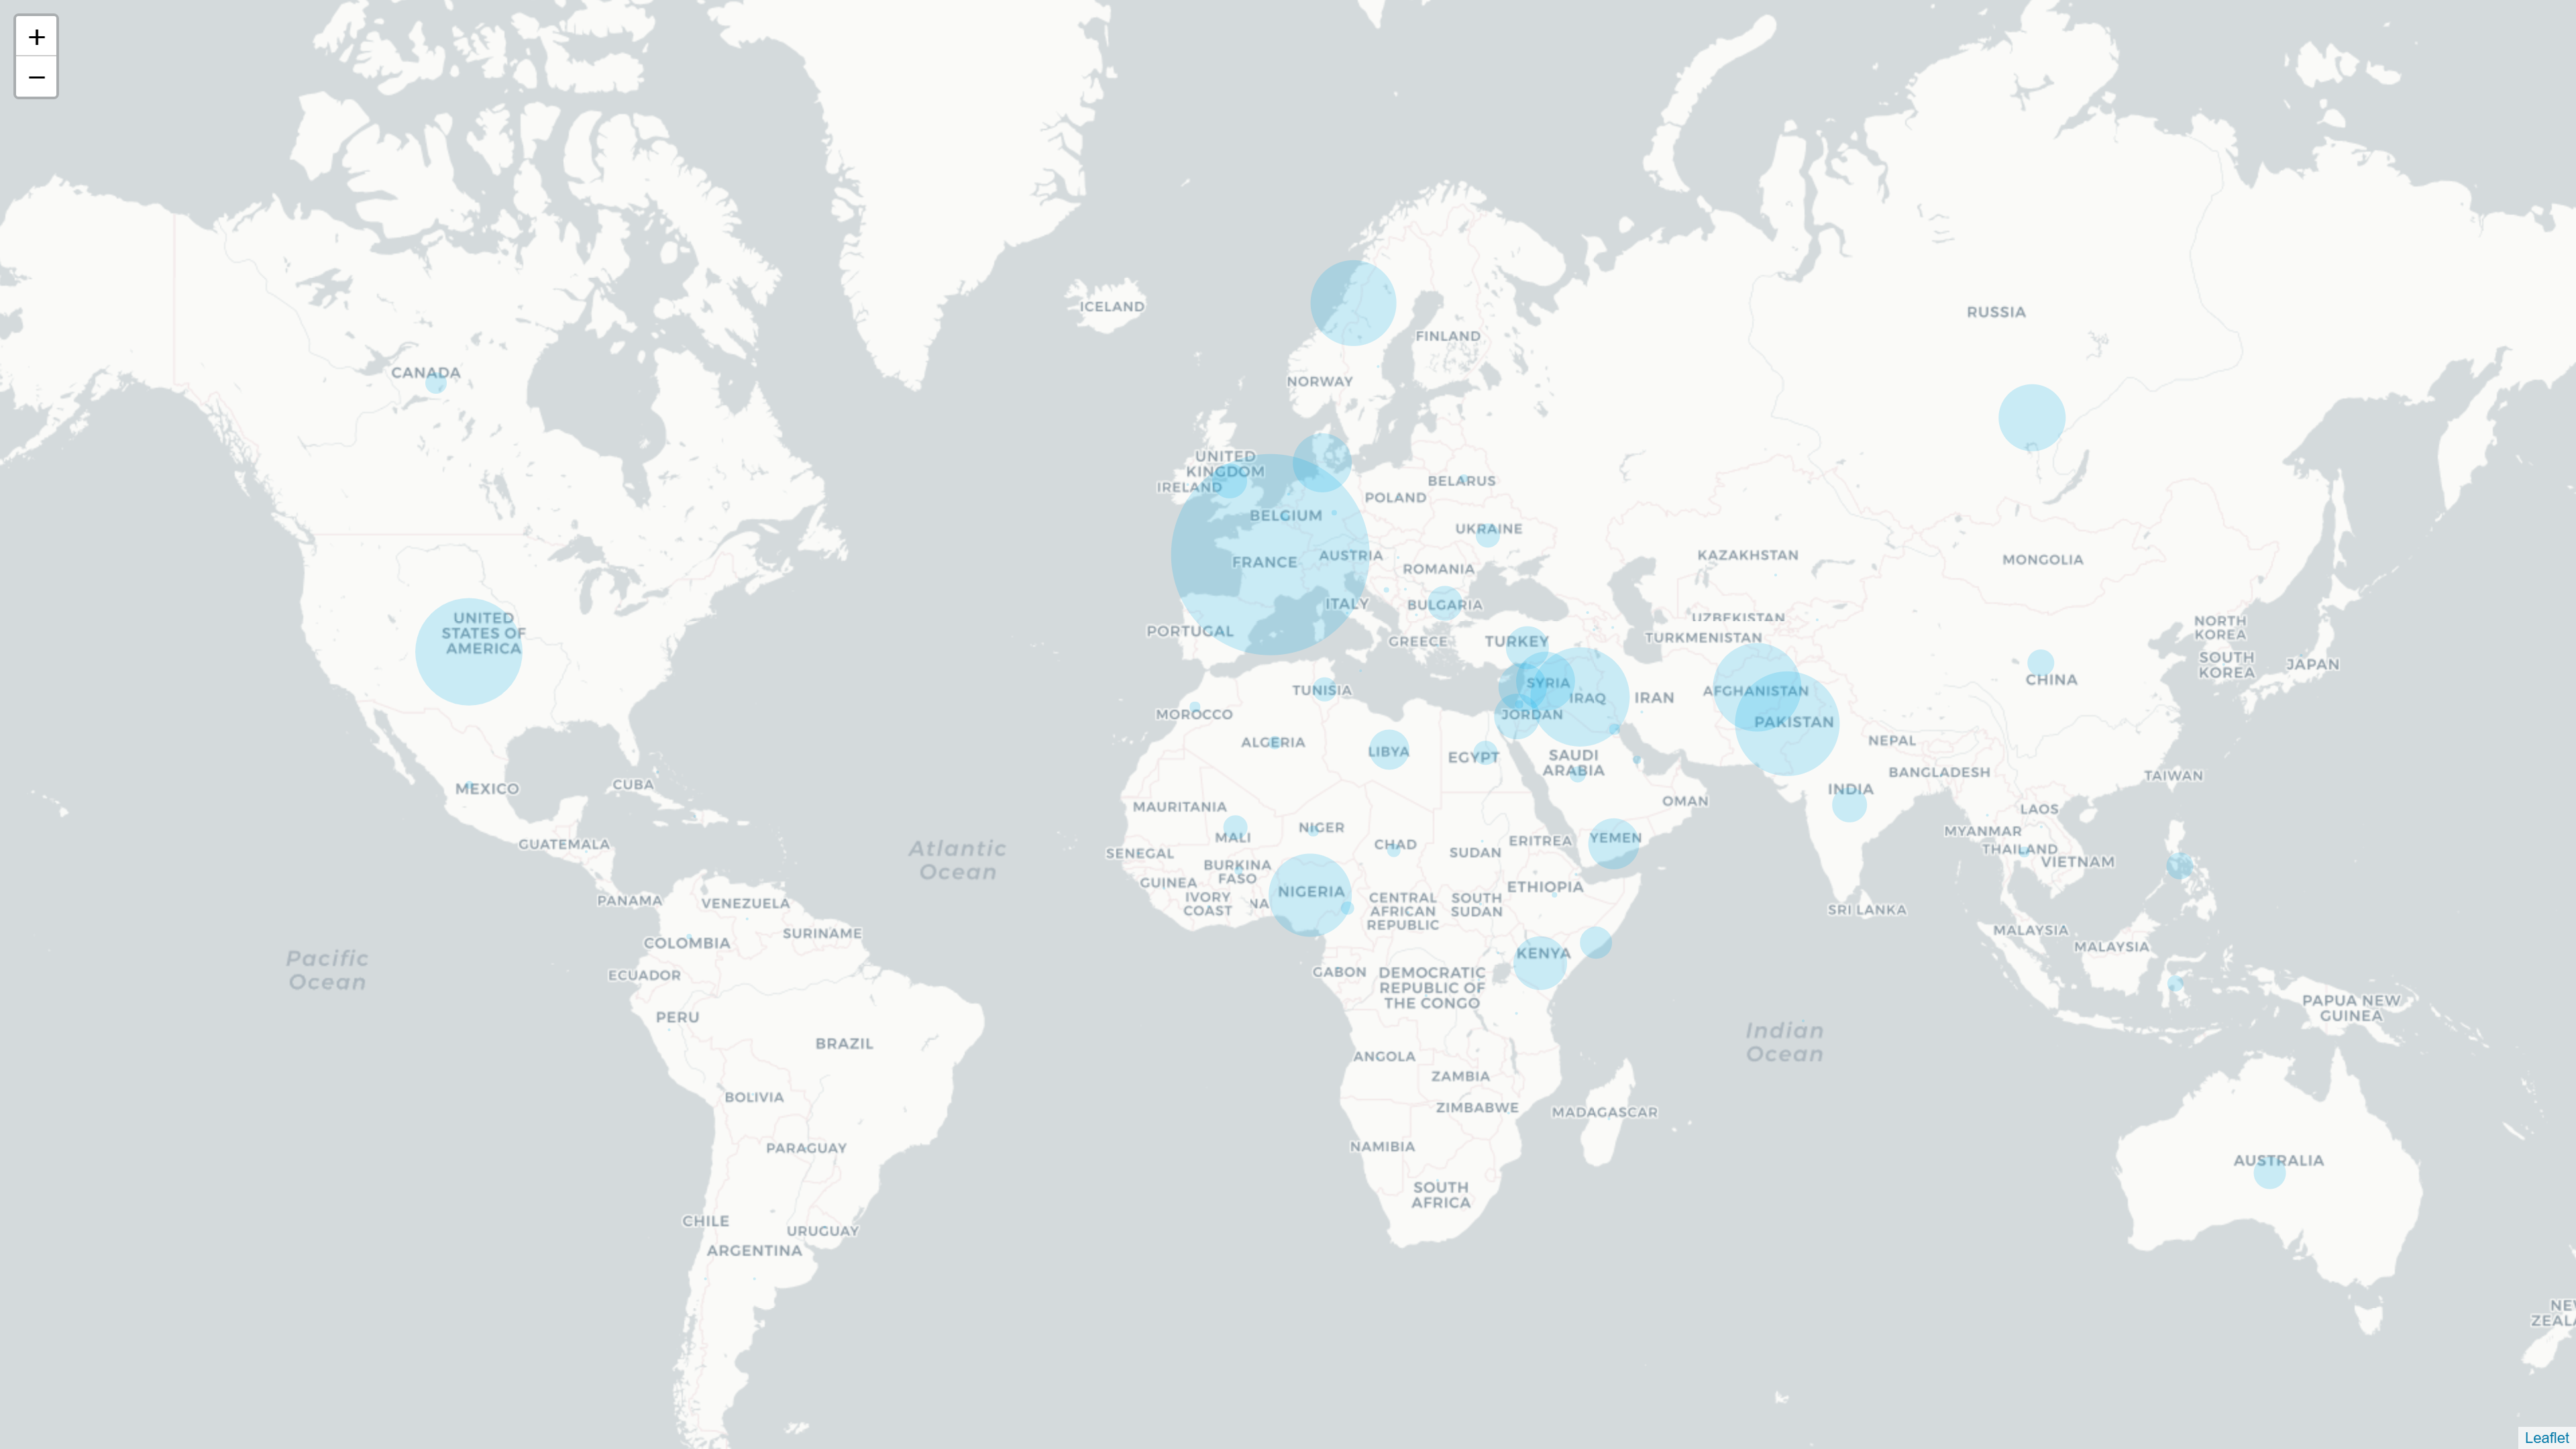 +
−
ICELAND
RUSSIA
FINLAND
CANADA
NORWAY
UNITED
KINGDOM
IRELAND
BELARUS
POLAND
BELGIUM
UKRAINE
FRANCE
AUSTRIA
KAZAKHSTAN
MONGOLIA
ROMANIA
ITALY
BULGARIA
UNITED
STATES OF
AMERICA
UZBEKISTAN
NORTH
KOREA
PORTUGAL
GREECE
TURKEY
TURKMENISTAN
SOUTH
KOREA
JAPAN
CHINA
TUNISIA
SYRIA
IRAQ
IRAN
AFGHANISTAN
MOROCCO
JORDAN
PAKISTAN
ALGERIA
LIBYA
EGYPT
SAUDI
ARABIA
NEPAL
BANGLADESH
TAIWAN
MEXICO
CUBA
INDIA
MAURITANIA
OMAN
LAOS
GUATEMALA
Atlantic
Ocean
MALI
NIGER
CHAD
SUDAN
ERITREA
YEMEN
MYANMAR
THAILAND
VIETNAM
SENEGAL
BURKINA
FASO
GUINEA
IVORY
COAST
NA
NIGERIA
CENTRAL
AFRICAN
REPUBLIC
SOUTH
SUDAN
ETHIOPIA
SRI LANKA
PANAMA
VENEZUELA
SURINAME
COLOMBIA
MALAYSIA
MALAYSIA
KENYA
Pacific
Ocean
ECUADOR
GABON
DEMOCRATIC
REPUBLIC OF
THE CONGO
PAPUA NEW
GUINEA
PERU
BRAZIL
Indian
Ocean
ANGOLA
ZAMBIA
BOLIVIA
ZIMBABWE
MADAGASCAR
PARAGUAY
NAMIBIA
AUSTRALIA
SOUTH
AFRICA
CHILE
URUGUAY
ARGENTINA
NEW
ZEALA
Leaflet